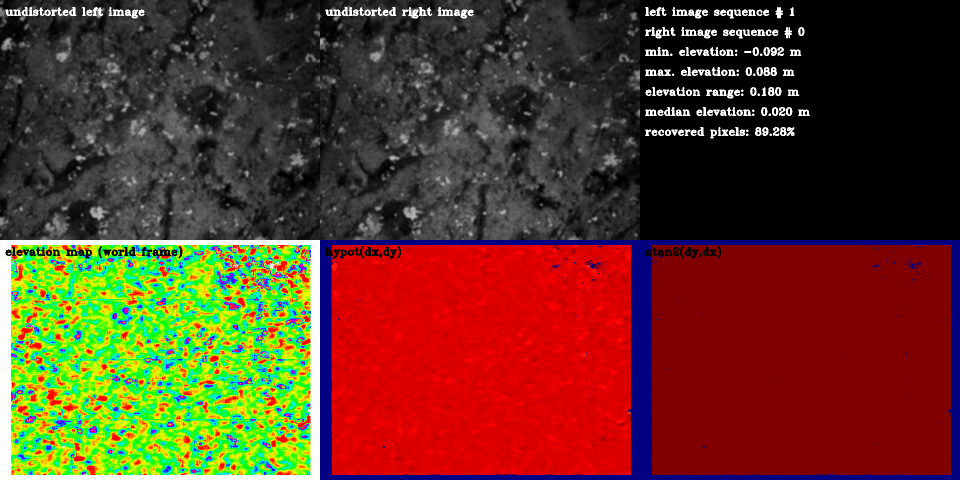 undistorted left image
undistorted right image
left image sequence # 1
right image sequence # 0
min. elevation: -0.092 m
max. elevation: 0.088 m
elevation range: 0.180 m
median elevation: 0.020 m
recovered pixels: 89.28%
elevation map (world frame)
hypot(dx,dy)
atan2(dy,dx)